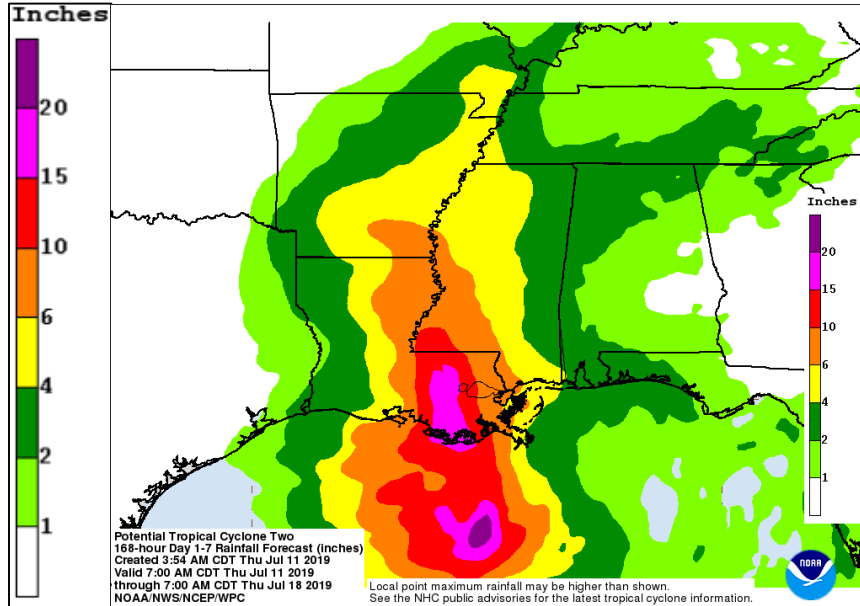 Inches
20
15
10
6
4
2
1
Inches
20
15
10
6
4
2
1
Potential Tropical Cyclone Two
168-hour Day 1-7 Rainfall Forecast (inches)
Created 3:54 AM CDT Thu Jul 11 2019
Valid 7:00 AM CDT Thu Jul 11 2019
through 7:00 AM CDT Thu Jul 18 2019
NOAA/NWS/NCEP/WPC
Local point maximum rainfall may be higher than shown.
See the NHC public advisories for the latest tropical cyclone information.
NOAA